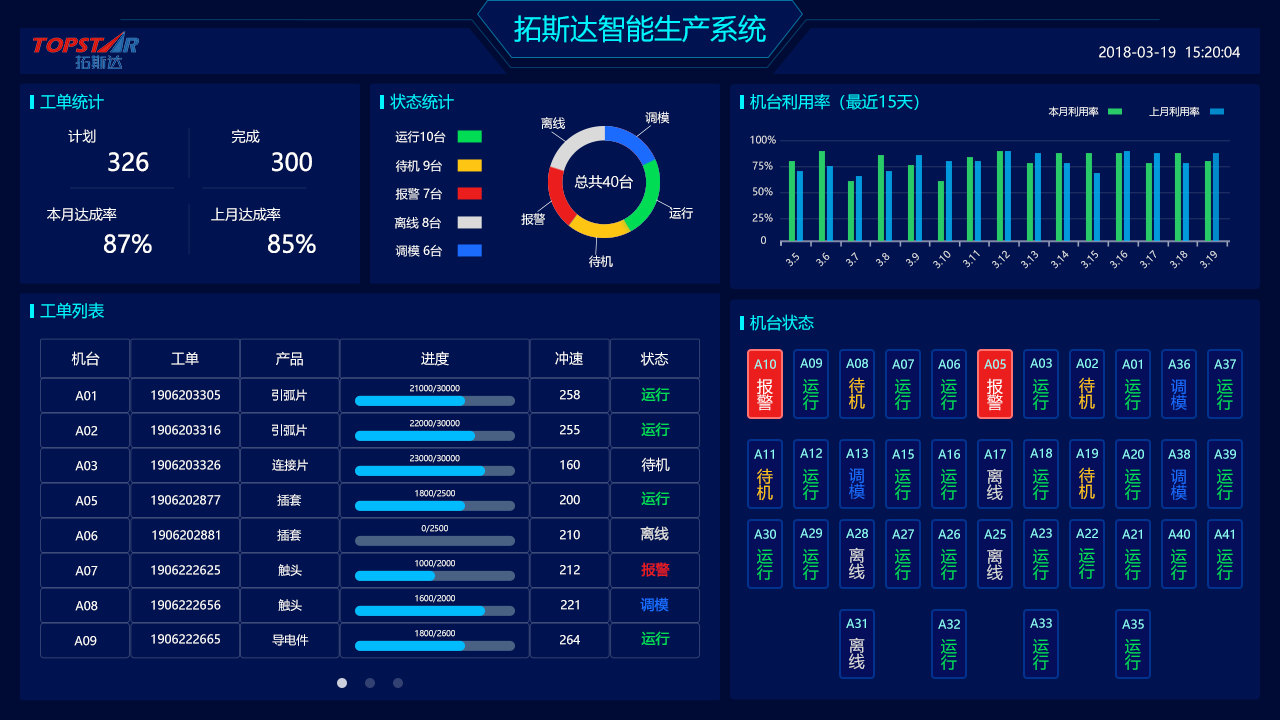 拓斯达智能生产系统
TOPSTAR
拓斯达
2018-03-19 15:20:04
工单统计
计划
326
完成
300
本月达成率
87%
上月达成率
85%
状态统计
运行10台
待机 9台
报警 7台
离线 8台
调模 6台
离线
调模
总共40台
报警
运行
待机
机台利用率（最近15天）
本月利用率
上月利用率
100%
75%
50%
25%
0
3.5 3.6 3.7 3.8 3.9 3.10 3.11 3.12 3.13 3.14 3.15 3.16 3.17 3.18 3.19
工单列表
机台 工单 产品 进度 冲速 状态
A01 1906203305 引弧片 21000/30000 258 运行
A02 1906203316 引弧片 22000/30000 255 运行
A03 1906203326 连接片 23000/30000 160 待机
A05 1906202877 插套 1800/2500 200 运行
A06 1906202881 插套 0/2500 210 离线
A07 1906222625 触头 1000/2000 212 报警
A08 1906222656 触头 1600/2000 221 调模
A09 1906222665 导电件 1800/2600 264 运行
机台状态
A10 A09 A08 A07 A06 A05 A03 A02 A01 A36 A37
报警 运行 待机 运行 运行 报警 运行 待机 运行 调模 运行
A11 A12 A13 A15 A16 A17 A18 A19 A20 A38 A39
待机 运行 调模 运行 运行 离线 运行 待机 运行 调模 运行
A30 A29 A28 A27 A26 A25 A23 A22 A21 A40 A41
运行 运行 离线 运行 运行 离线 运行 运行 运行 运行 运行
A31 A32 A33 A35
离线 运行 运行 运行